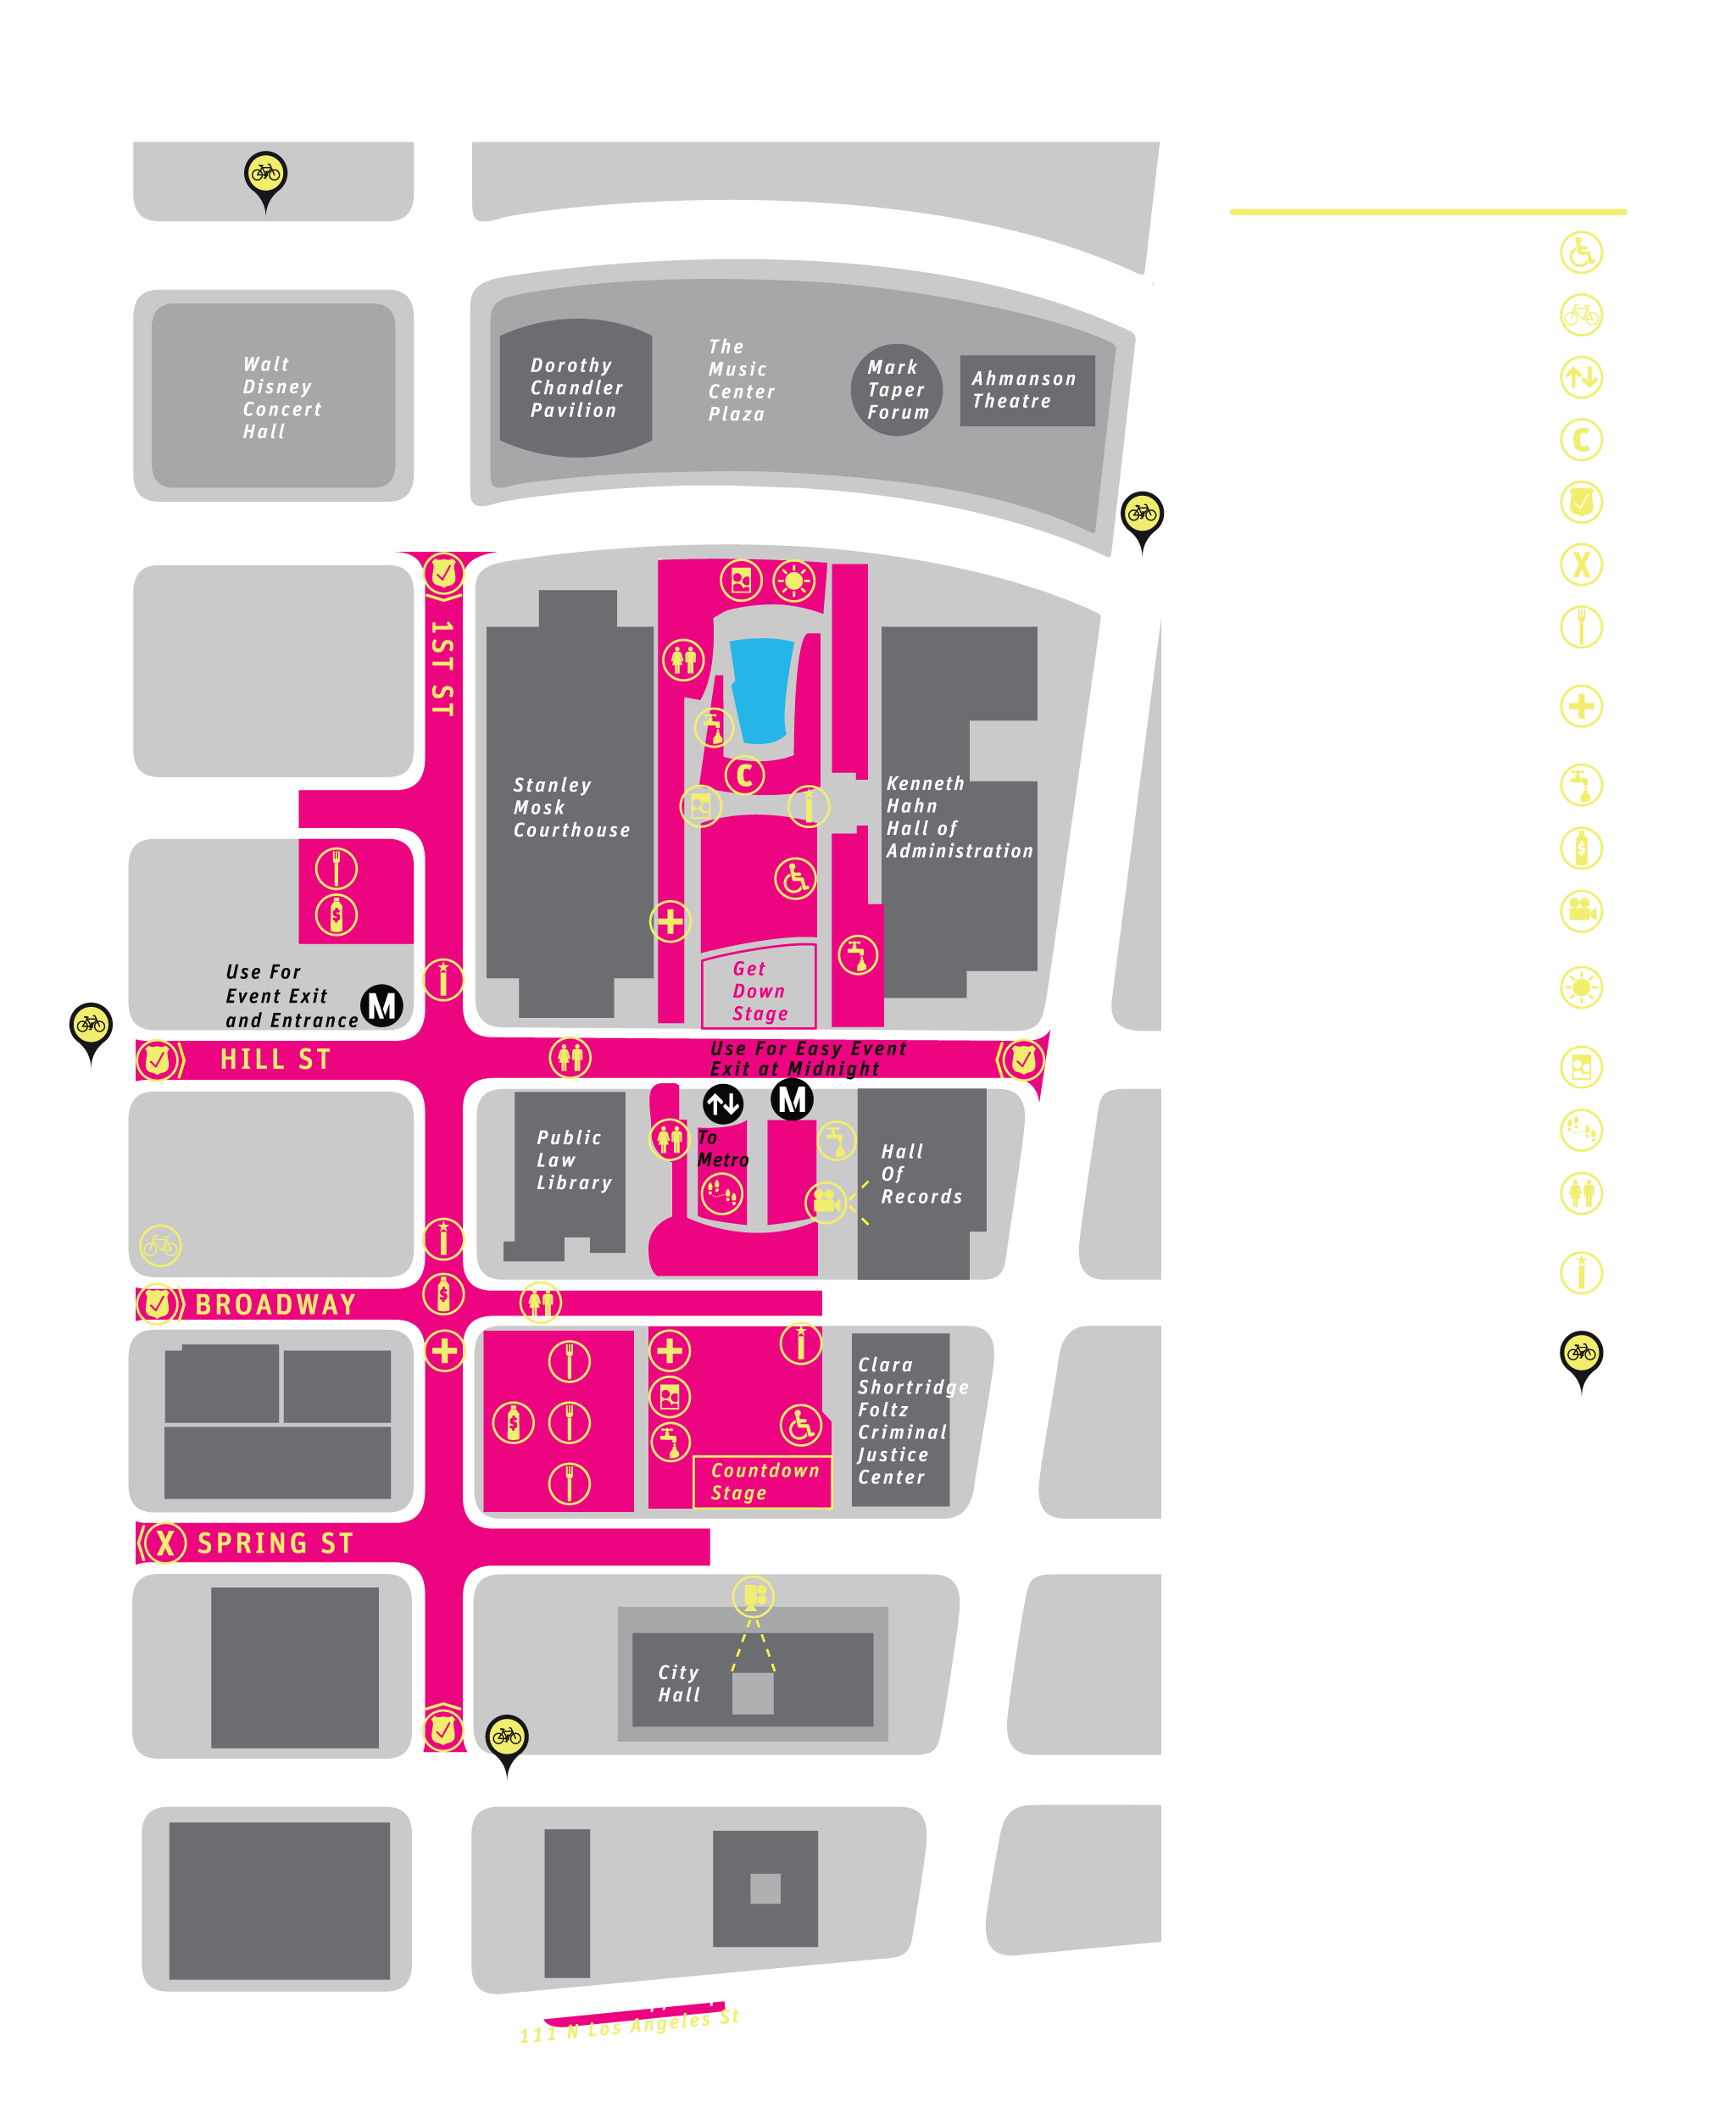 Walt
Disney
Concert
Hall
Dorothy
Chandler
Pavilion
The
Music
Center
Plaza
Mark
Taper
Forum
Ahmanson
Theatre
C
X
1ST ST
Stanley
Mosk
Courthouse
C
Kenneth
Hahn
Hall of
Administration
$
Get
Down
Stage
Use For
Event Exit
and Entrance
M
HILL ST
Use For Easy Event
Exit at Midnight
M
To
Metro
Public
Law
Library
Hall
Of
Records
$
BROADWAY
$
$
Clara
Shortridge
Foltz
Criminal
Justice
Center
Countdown
Stage
X
SPRING ST
City
Hall
111 N Los Angeles St